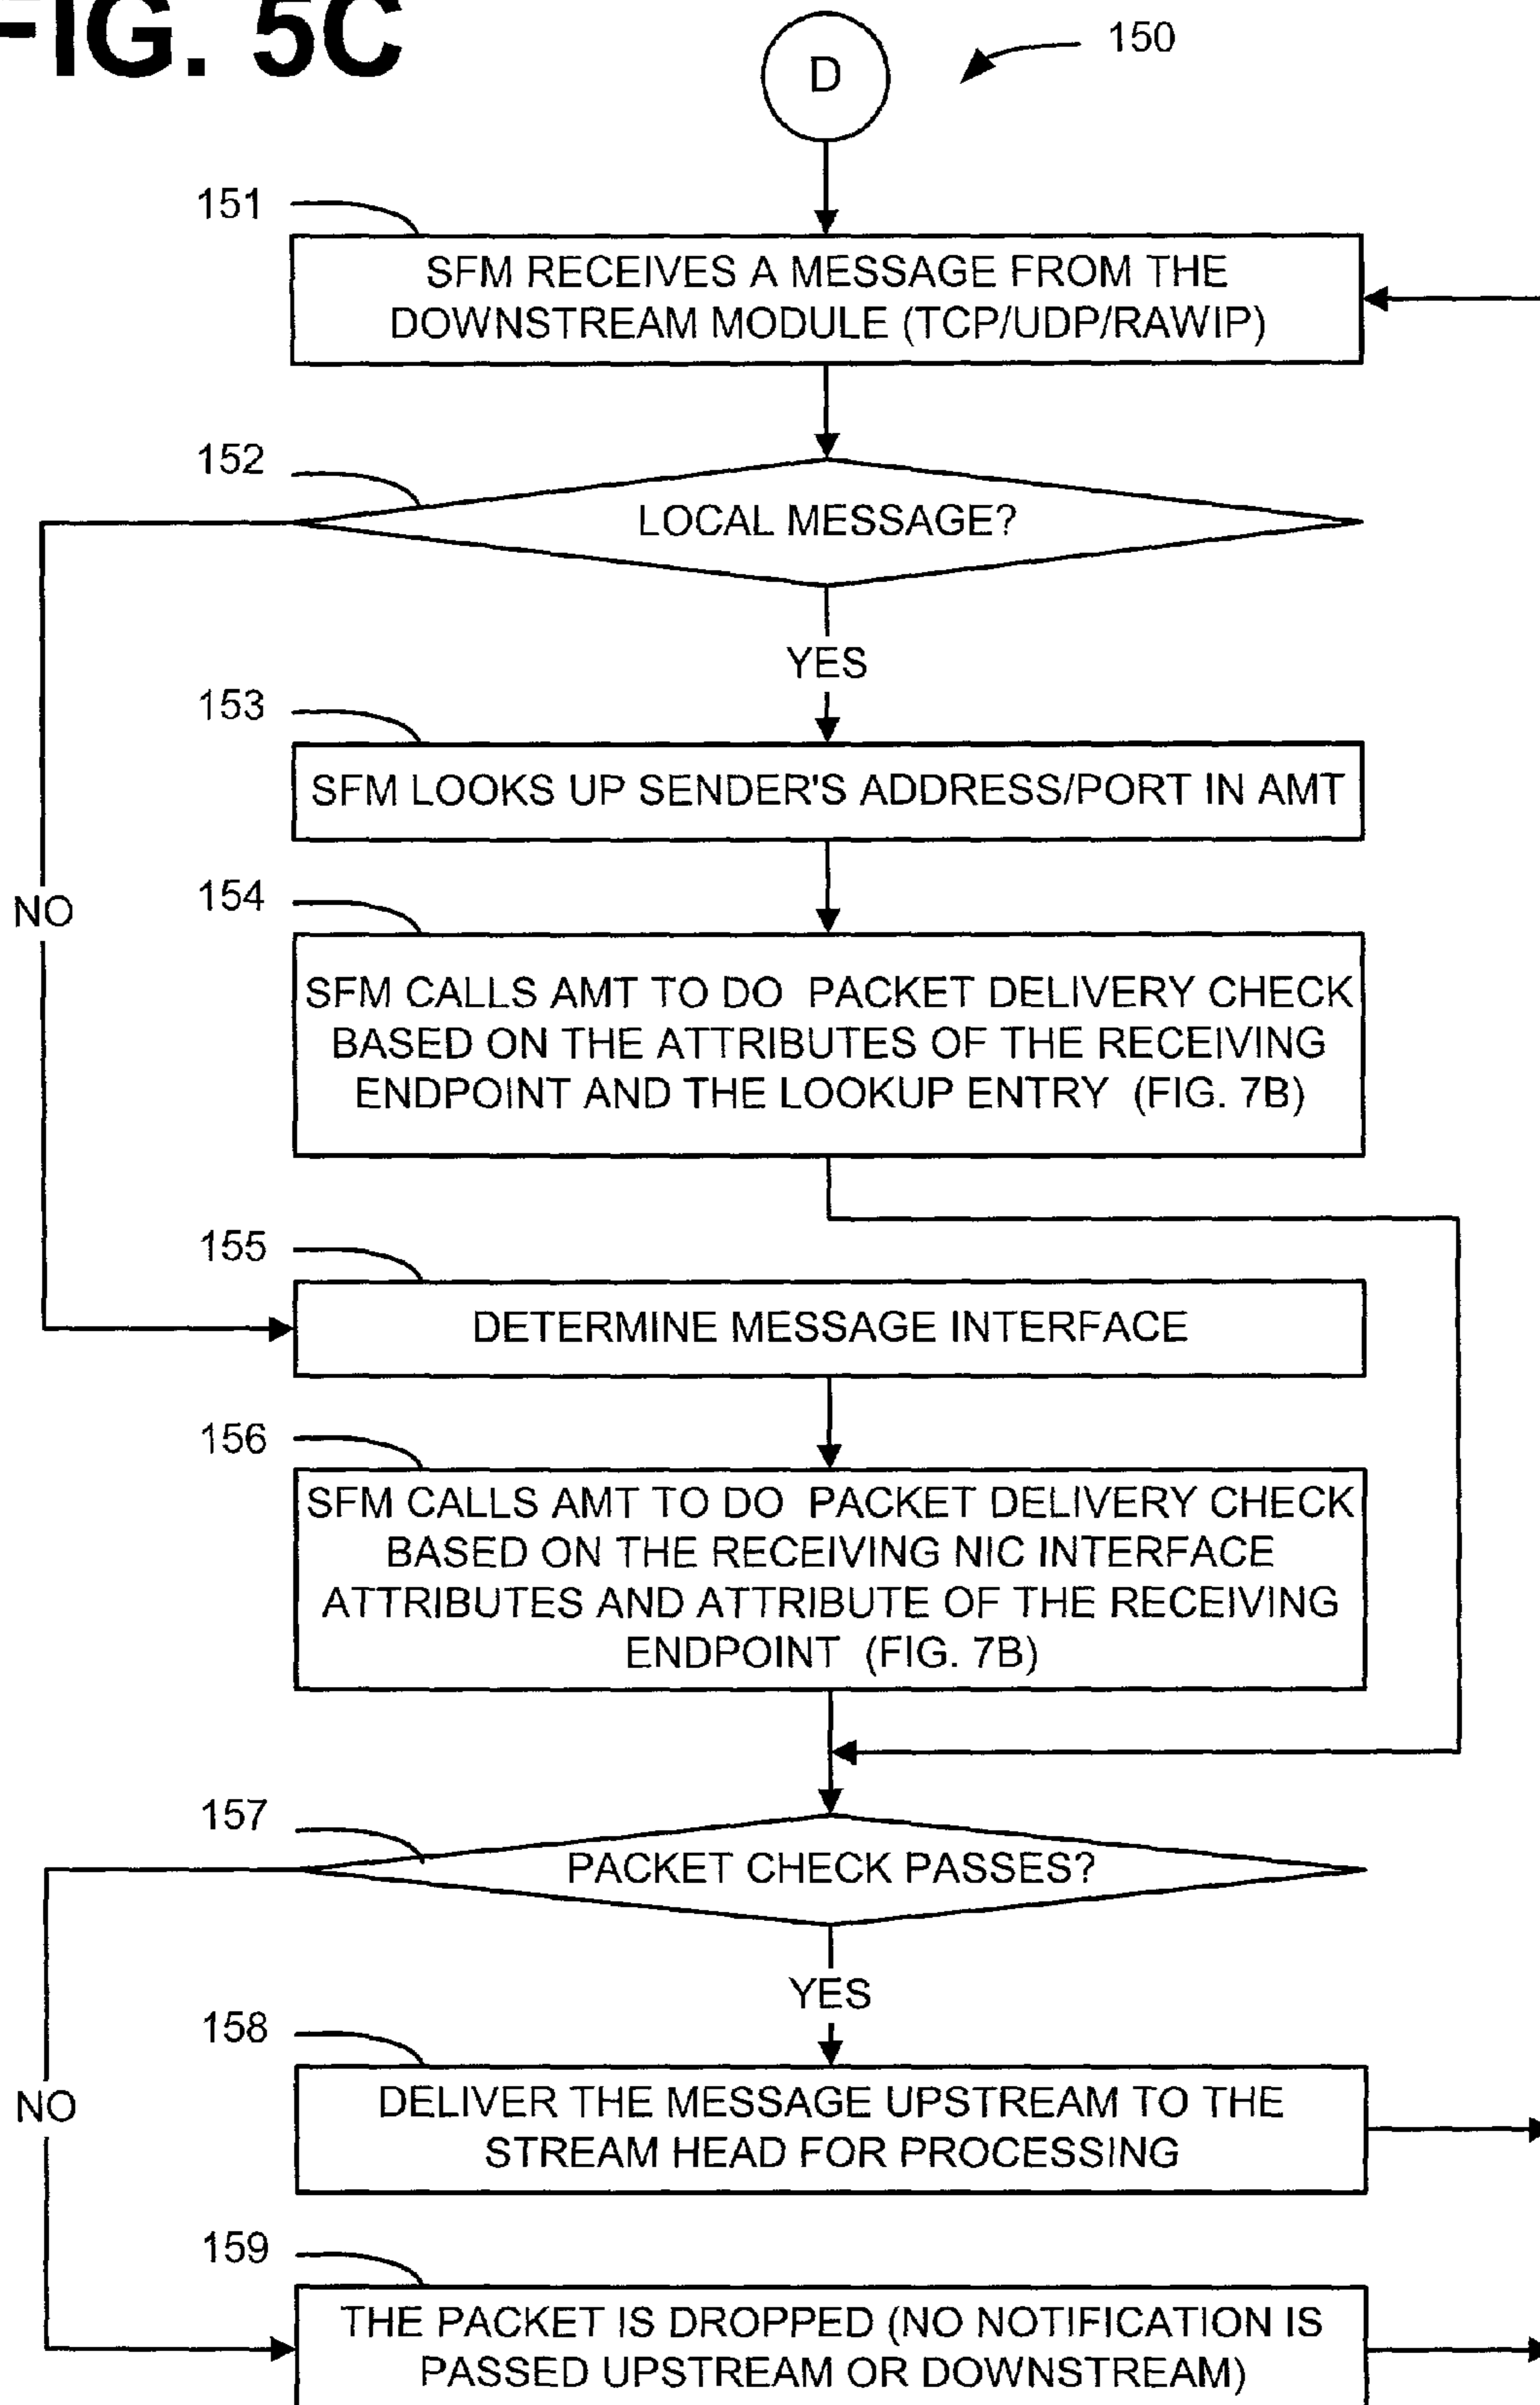 FIG. 5C
D
150
151
SFM RECEIVES A MESSAGE FROM THE
DOWNSTREAM MODULE (TCP/UDP/RAWIP)
152
LOCAL MESSAGE?
YES
153
SFM LOOKS UP SENDER'S ADDRESS/PORT IN AMT
NO
154
SFM CALLS AMT TO DO PACKET DELIVERY CHECK
BASED ON THE ATTRIBUTES OF THE RECEIVING
ENDPOINT AND THE LOOKUP ENTRY (FIG. 7B)
155
DETERMINE MESSAGE INTERFACE
156
SFM CALLS AMT TO DO PACKET DELIVERY CHECK
BASED ON THE RECEIVING NIC INTERFACE
ATTRIBUTES AND ATTRIBUTE OF THE RECEIVING
ENDPOINT (FIG. 7B)
157
PACKET CHECK PASSES?
YES
158
DELIVER THE MESSAGE UPSTREAM TO THE
STREAM HEAD FOR PROCESSING
NO
159
THE PACKET IS DROPPED (NO NOTIFICATION IS
PASSED UPSTREAM OR DOWNSTREAM)